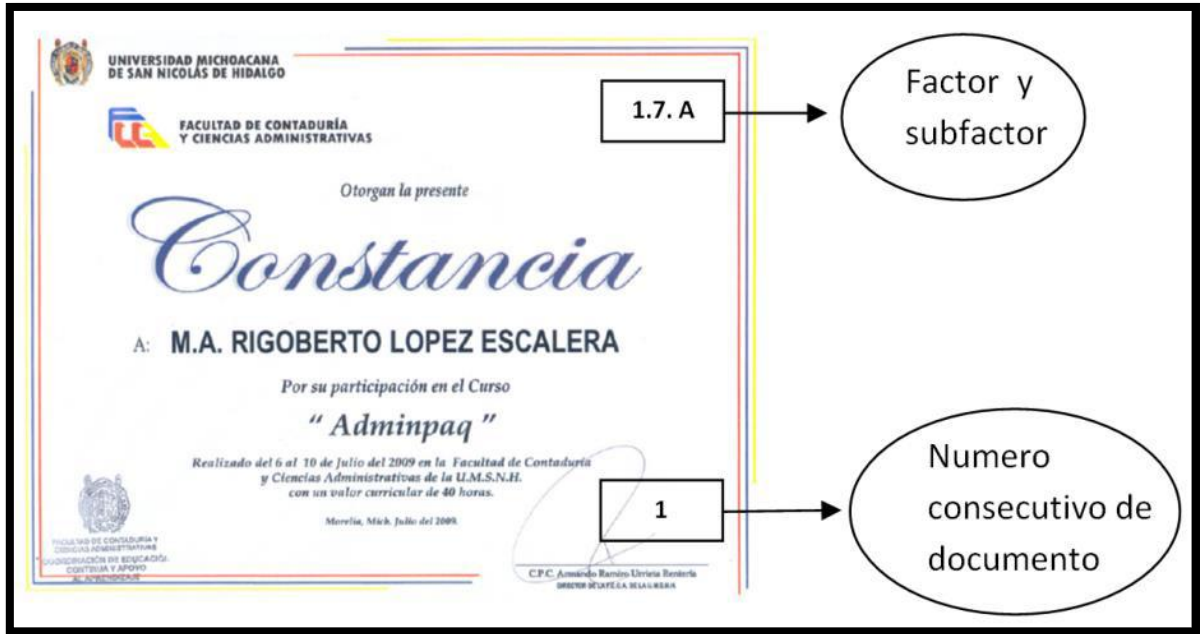 UNIVERSIDAD MICHOACANA
DE SAN NICOLÁS DE HIDALGO
FACULTAD DE CONTADURÍA
Y CIENCIAS ADMINISTRATIVAS
1.7. A
Factor y
subfactor
Otorgan la presente
Constancia
A: M.A. RIGOBERTO LOPEZ ESCALERA
Por su participación en el Curso
“ Adminpaq ”
Realizado del 6 al 10 de Julio del 2009 en la Facultad de Contaduría
y Ciencias Administrativas de la U.M.S.N.H.
con un valor curricular de 40 horas.
Morelia, Mich. Julio del 2009.
1
Numero
consecutivo de
documento
FACULTAD DE CONTADURÍA Y
CIENCIAS ADMINISTRATIVAS
COORDINACIÓN DE EDUCACIÓN
CONTINUA Y APOYO
AL APRENDIZAJE
C.P.C. Armando Ramiro Urrieta Rentería
DIRECTOR DE LA